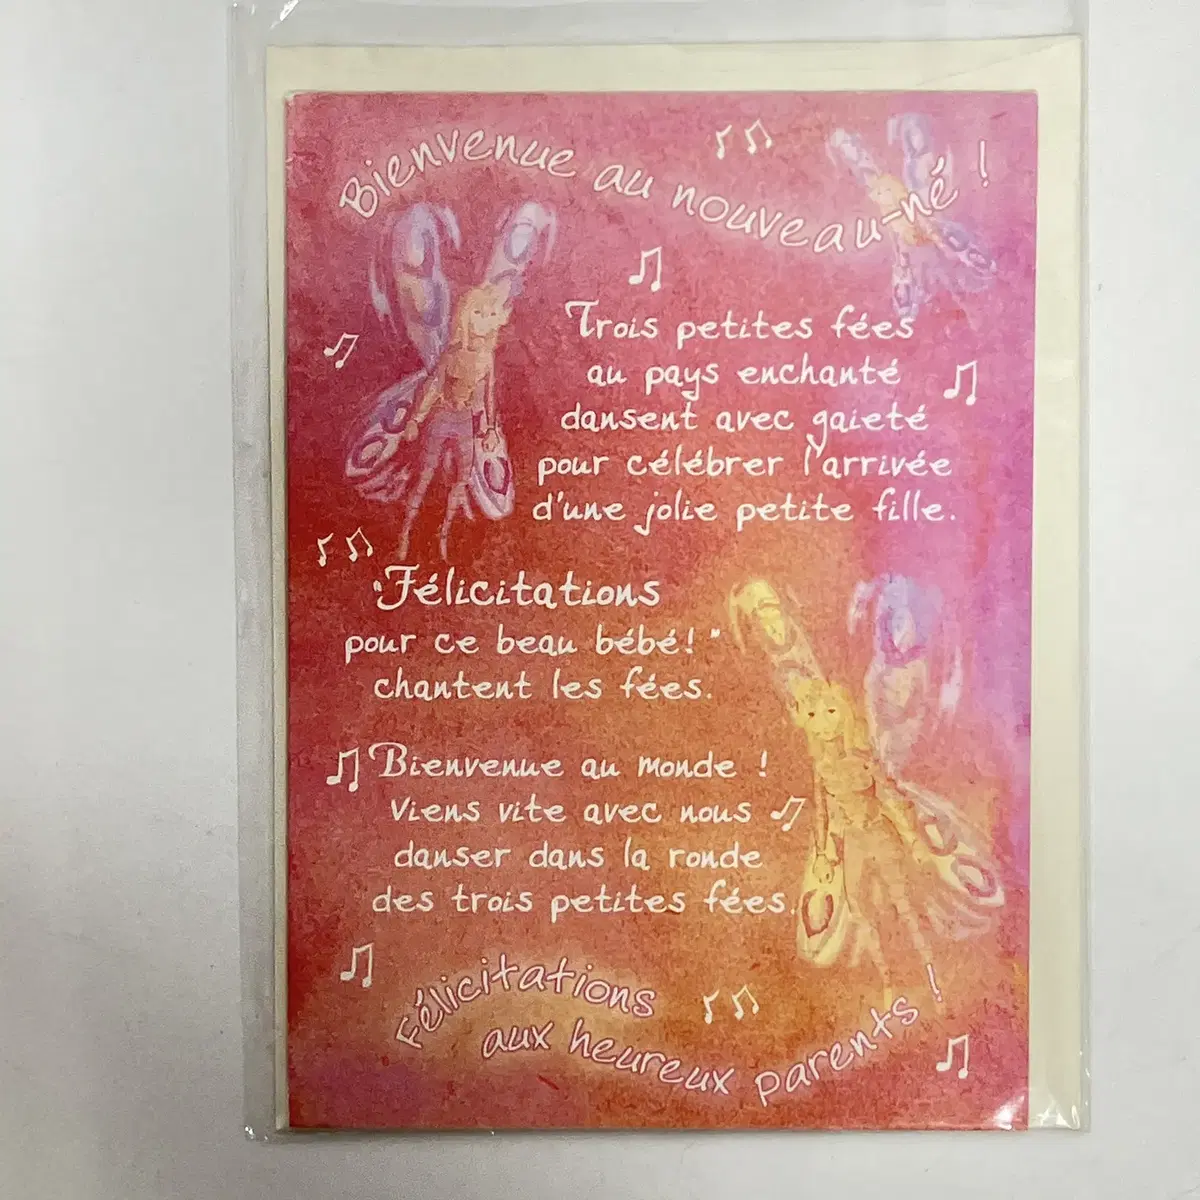 Bienvenue au nouveau-né !
Trois petites fées
au pays enchanté
dansent avec gaieté
pour célébrer l'arrivée
d'une jolie petite fille.
"Félicitations
pour ce beau bébé! "
chantent les fées.
Bienvenue au monde !
Viens vite avec nous
danser dans la ronde
des trois petites fées.
Félicitations
aux heureux parents !